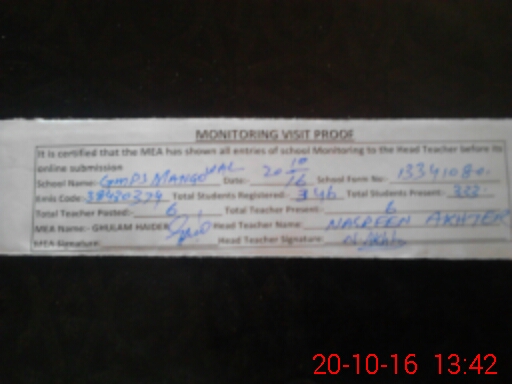 MONITORING VISIT PROOF
It is certified that the MEA has shown all entries of school Monitoring to the Head Teacher before its
online submission
School Name:- GMPS MANGOWAL Date:- 20 10/16 School Form No:- 13341080.
Emis Code:- 38420374 Total Students Registered:- 346 Total Students Present:- 322.
Total Teacher Posted:- 6 Total Teacher Present:- 6
MEA Name:- GHULAM HAIDER Head Teacher Name:- NASREEN AKHTER
MEA Signature: Head Teacher Signature:
20-10-16 13:42